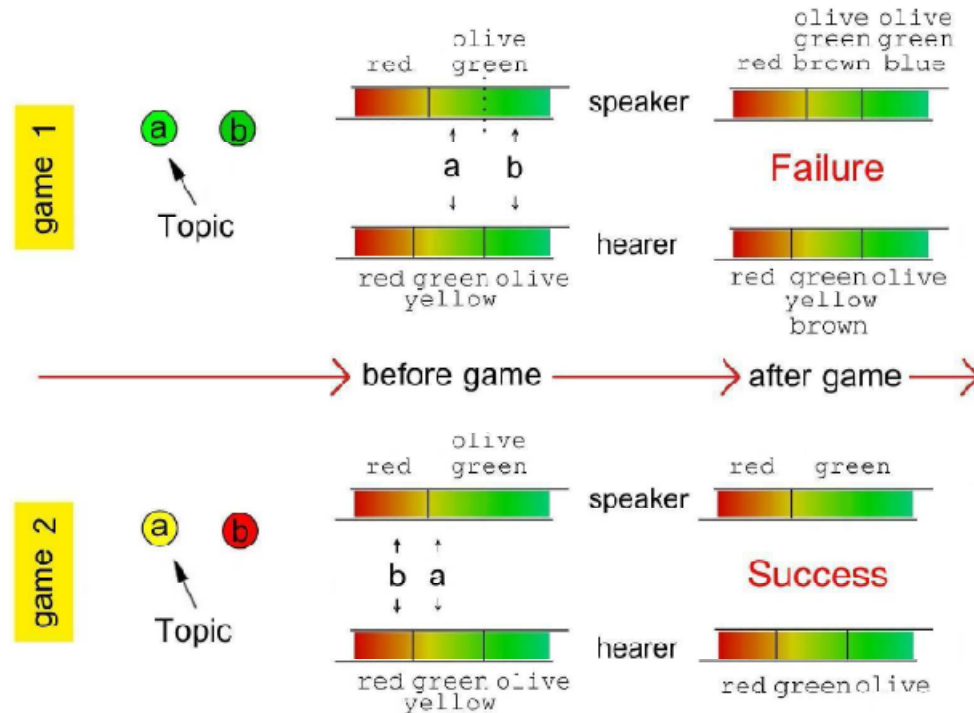 game 1
a b
Topic
olive
red green
speaker
a b
hearer
red green olive
yellow
olive olive
green green
red brown blue
Failure
red green olive
yellow
brown
before game
after game
game 2
a b
Topic
olive
red green
speaker
b a
hearer
red green olive
yellow
red green
Success
red green olive